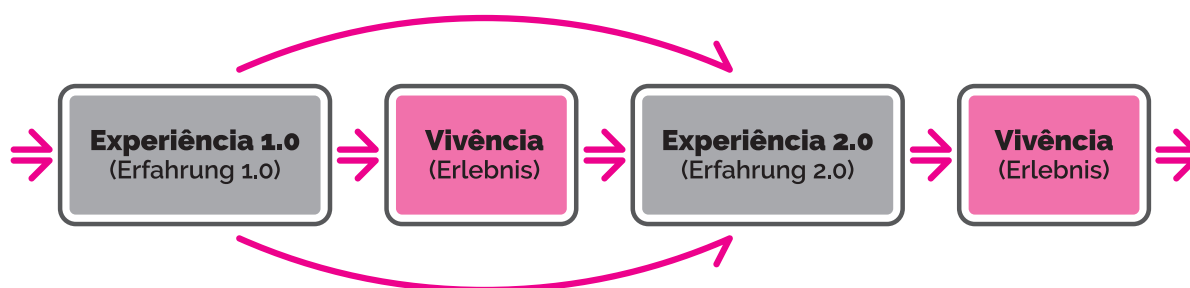 Experiência 1.0
(Erfahrung 1.0)
Vivência
(Erlebnis)
Experiência 2.0
(Erfahrung 2.0)
Vivência
(Erlebnis)